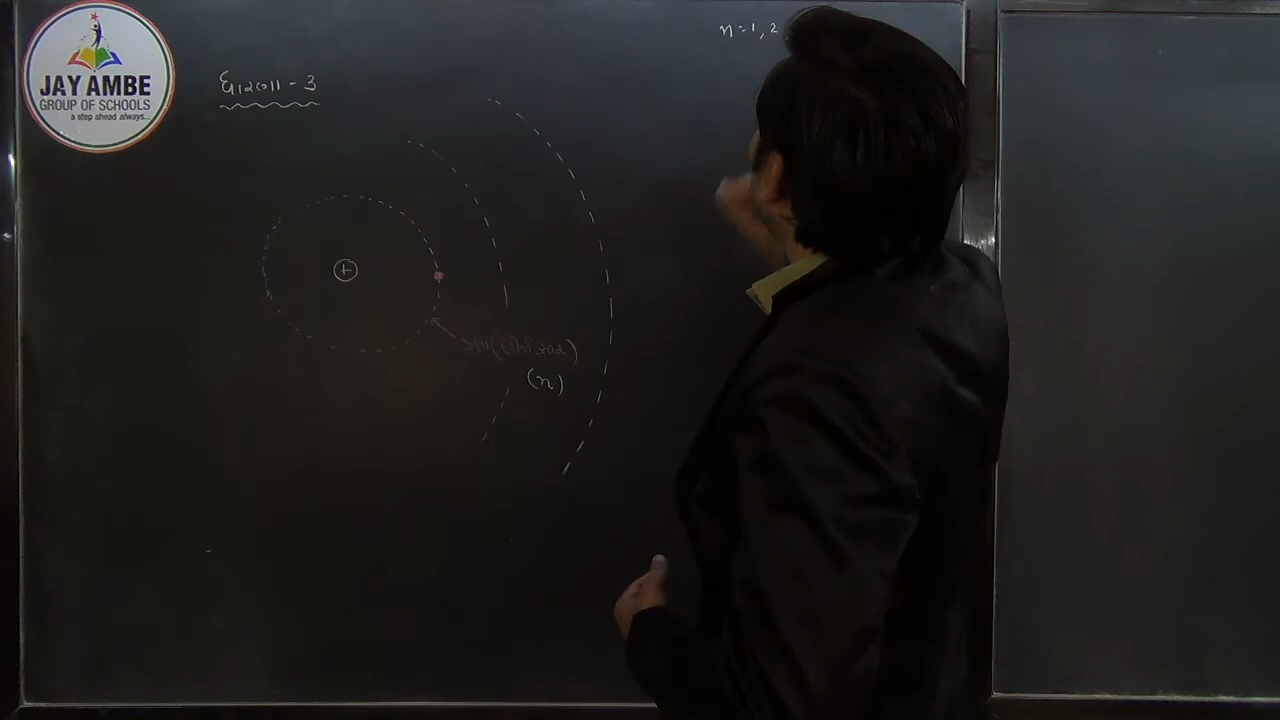 JAY AMBE
GROUP OF SCHOOLS
a step ahead always...
ધારણા - 3
n = 1, 2
+
(n)